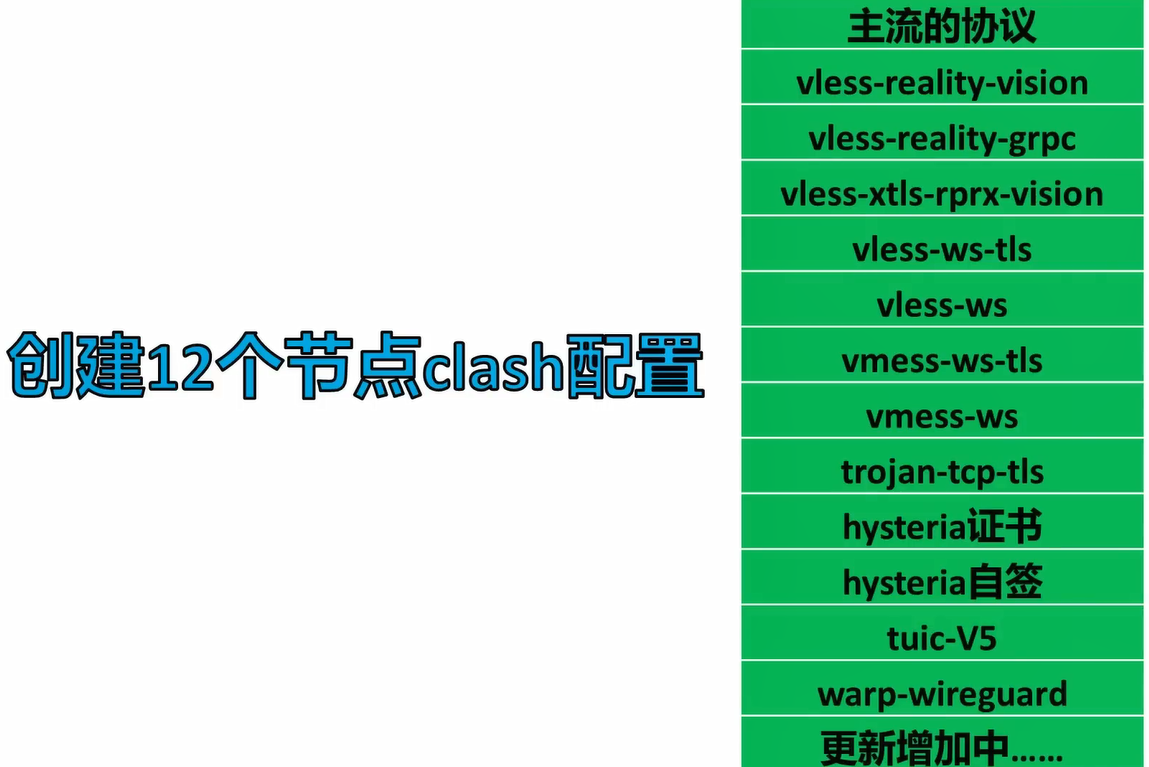 创建12个节点clash配置
主流的协议
vless-reality-vision
vless-reality-grpc
vless-xtls-rprx-vision
vless-ws-tls
vless-ws
vmess-ws-tls
vmess-ws
trojan-tcp-tls
hysteria证书
hysteria自签
tuic-V5
warp-wireguard
更新增加中……